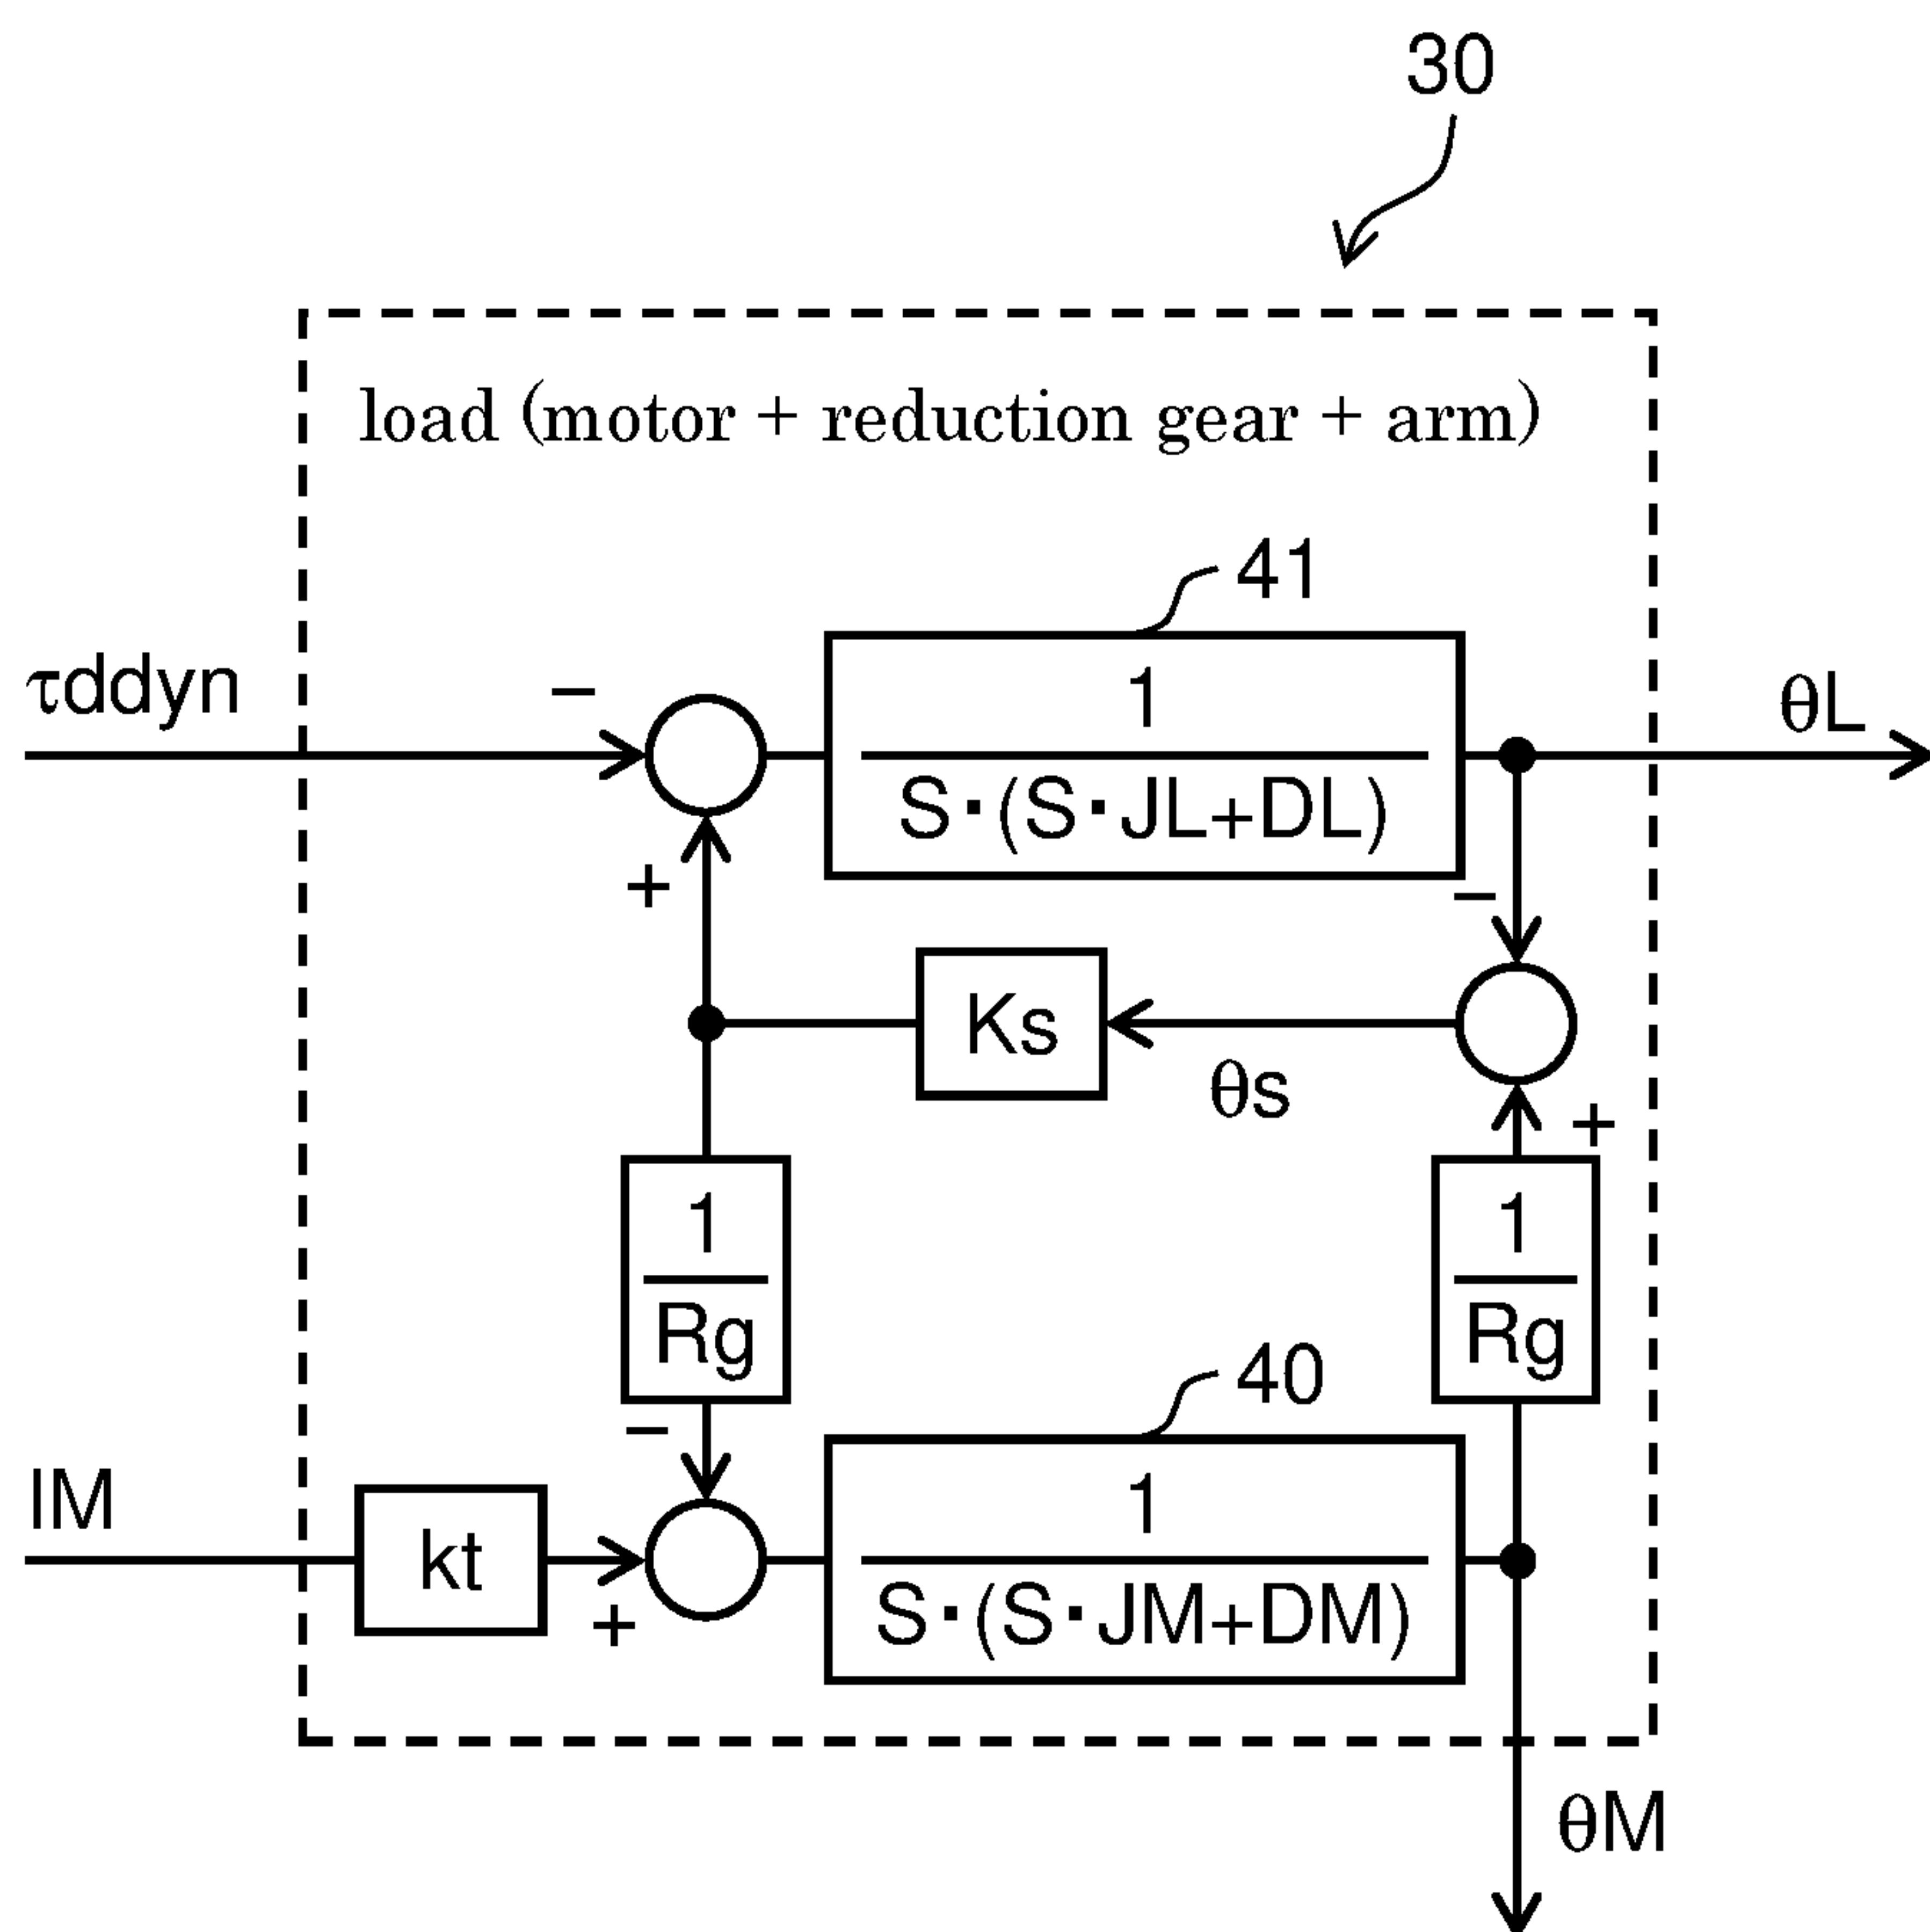 30
load (motor + reduction gear + arm)
41
τddyn
−
1
S·(S·JL+DL)
θL
+
−
Ks
θs
+
1
Rg
1
Rg
−
40
IM
kt
+
1
S·(S·JM+DM)
θM